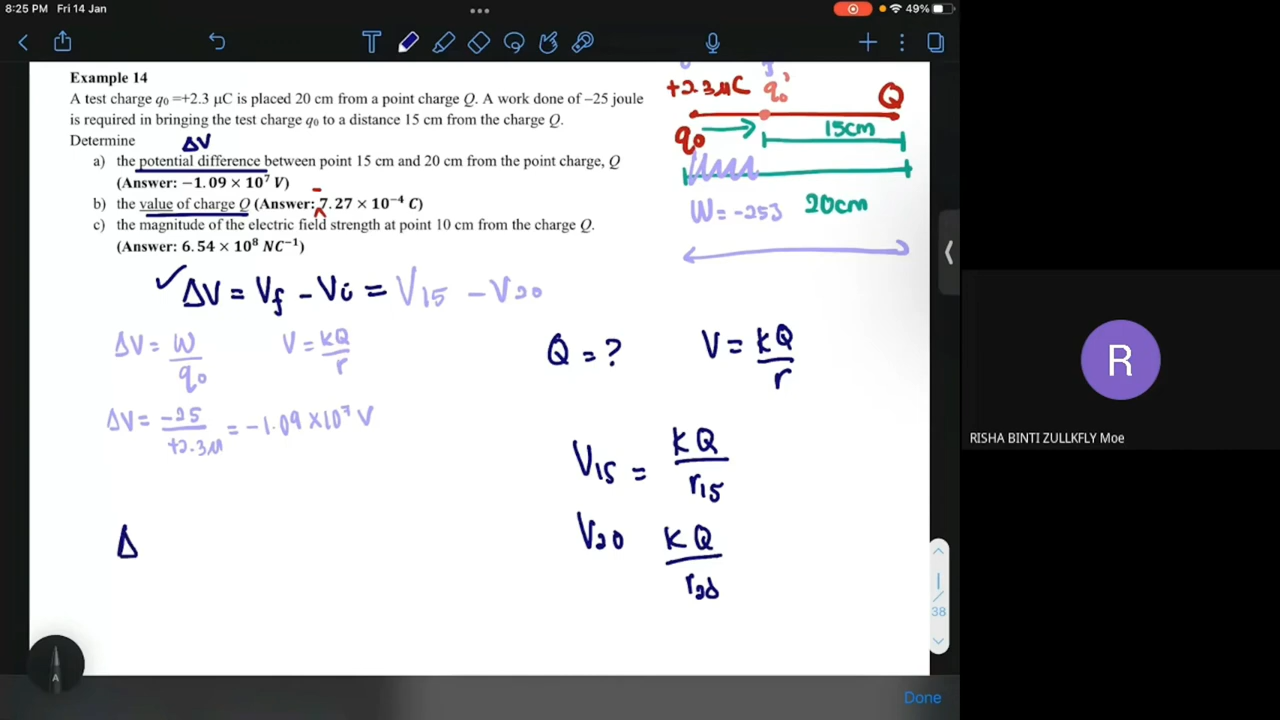 8:25 PM Fri 14 Jan
49%
Example 14
A test charge q₀ =+2.3 μC is placed 20 cm from a point charge Q. A work done of −25 joule
is required in bringing the test charge q₀ to a distance 15 cm from the charge Q.
Determine
ΔV
a) the potential difference between point 15 cm and 20 cm from the point charge, Q
(Answer: −1.09 × 10⁷ V)
b) the value of charge Q (Answer: -7.27 × 10⁻⁴ C)
c) the magnitude of the electric field strength at point 10 cm from the charge Q.
(Answer: 6.54 × 10⁸ NC⁻¹)
+2.3μC q₀' Q
q₀ 15cm
W = -25J 20cm
ΔV = Vf - Vi = V15 - V20
ΔV = W/q₀ V = kQ/r
Q = ? V = kQ/r
ΔV = -25/+2.3μ = -1.09 ×10⁷ V
V15 = kQ/r15
Δ
V20 kQ/r20
38
A
Done
R
RISHA BINTI ZULLKFLY Moe